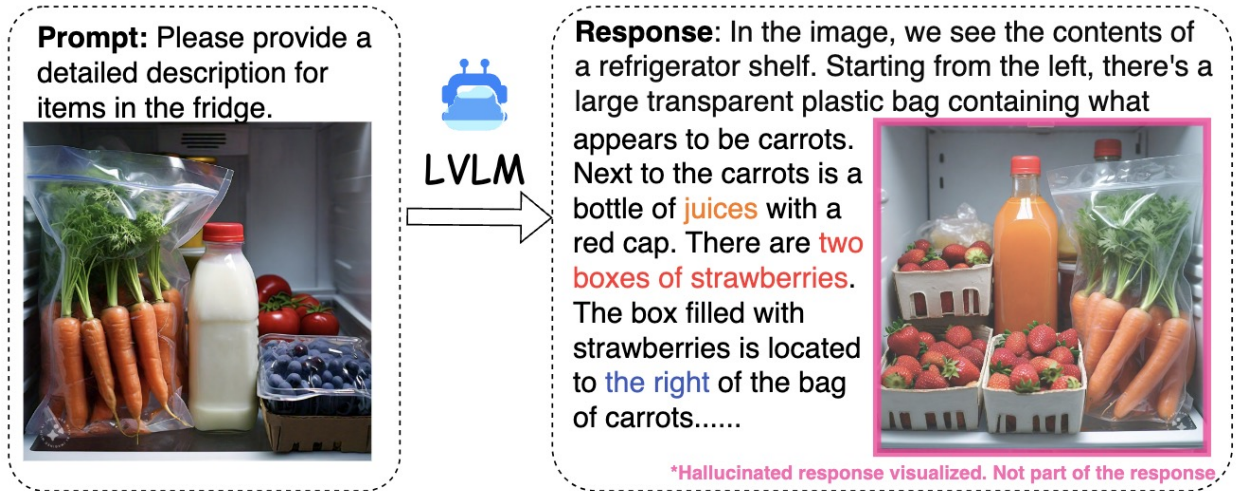 Prompt: Please provide a
detailed description for
items in the fridge.
LVLM
Response: In the image, we see the contents of
a refrigerator shelf. Starting from the left, there's a
large transparent plastic bag containing what
appears to be carrots.
Next to the carrots is a
bottle of juices with a
red cap. There are two
boxes of strawberries.
The box filled with
strawberries is located
to the right of the bag
of carrots......
*Hallucinated response visualized. Not part of the response